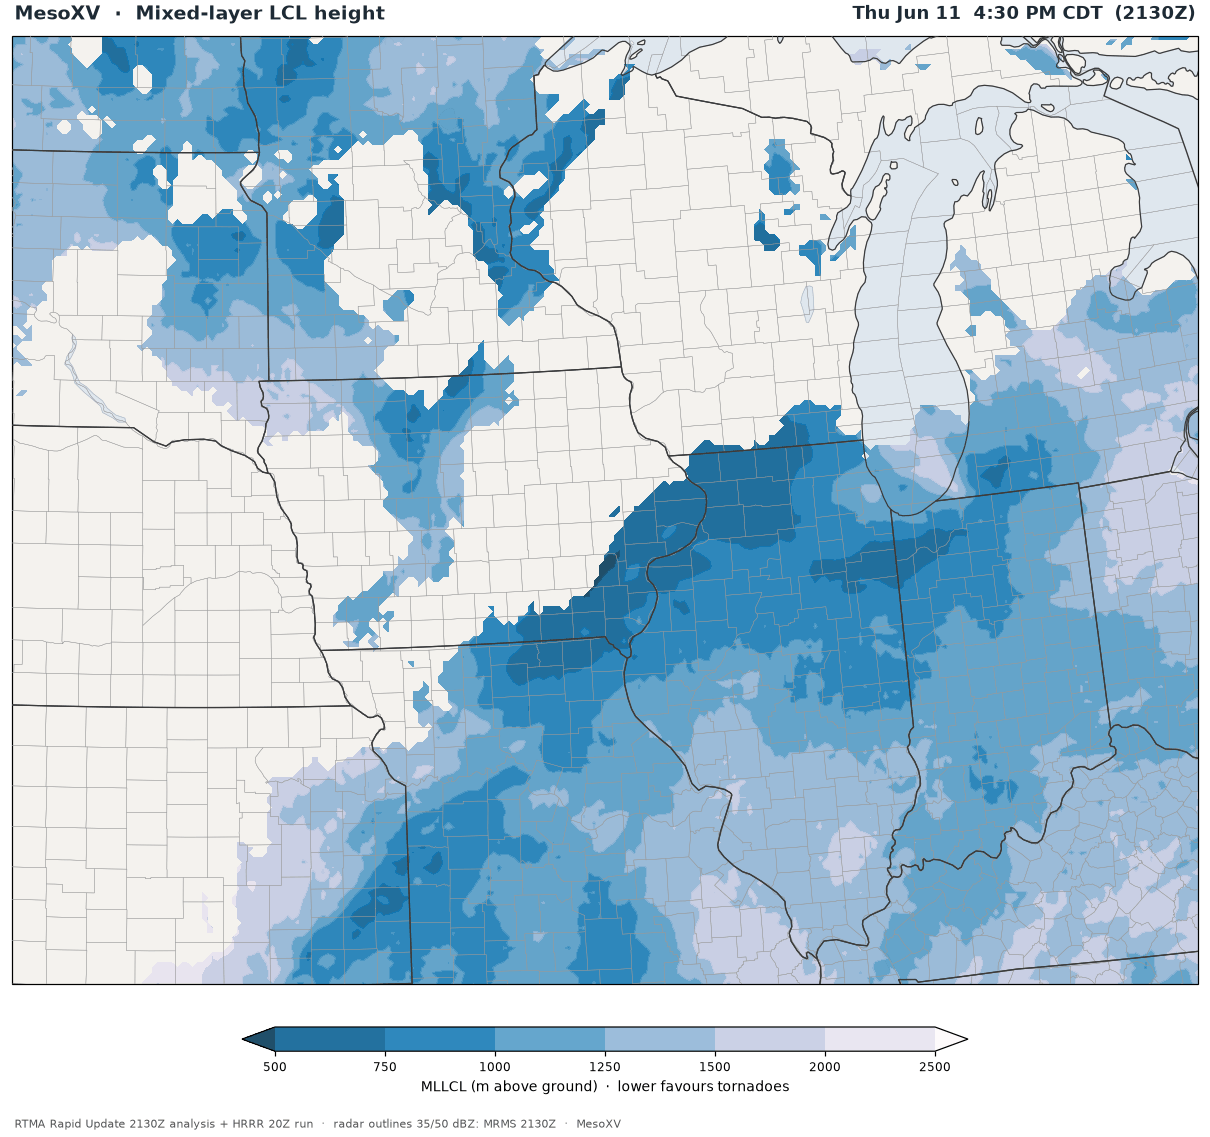 MesoXV · Mixed-layer LCL height
Thu Jun 11 4:30 PM CDT (2130Z)
500 750 1000 1250 1500 2000 2500
MLLCL (m above ground) · lower favours tornadoes
RTMA Rapid Update 2130Z analysis + HRRR 20Z run · radar outlines 35/50 dBZ: MRMS 2130Z · MesoXV